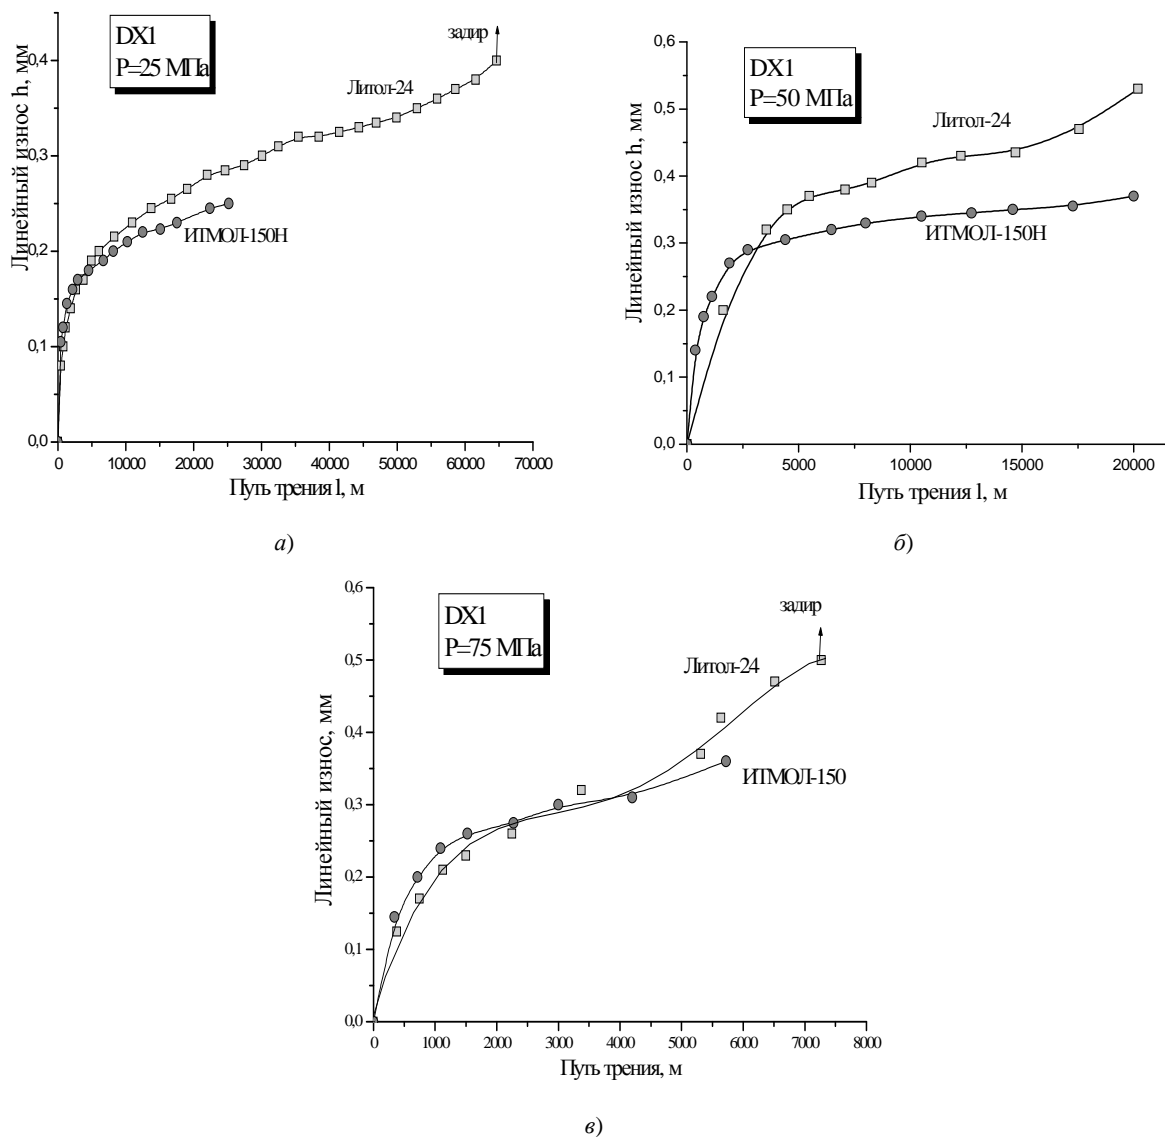 DX1
P=25 МПа
задир
Литол-24
ИТМОЛ-150Н
Линейный износ h, мм
0,4
0,3
0,2
0,1
0,0
0 10000 20000 30000 40000 50000 60000 70000
Путь трения l, м
а)
DX1
P=50 МПа
Литол-24
ИТМОЛ-150Н
Линейный износ h, мм
0,6
0,5
0,4
0,3
0,2
0,1
0,0
0 5000 10000 15000 20000
Путь трения l, м
б)
DX1
P=75 МПа
задир
Литол-24
ИТМОЛ-150
Линейный износ, мм
0,6
0,5
0,4
0,3
0,2
0,1
0,0
0 1000 2000 3000 4000 5000 6000 7000 8000
Путь трения, м
в)